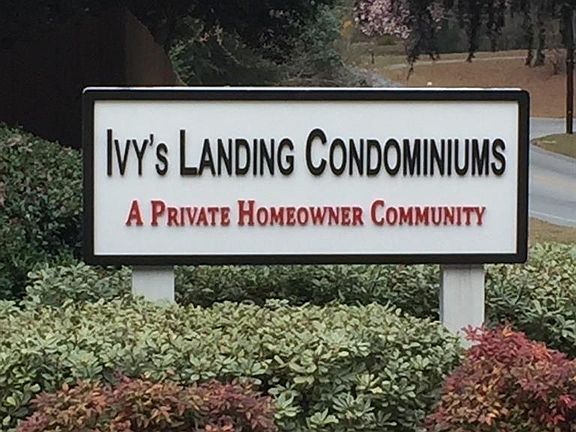 Ivy's Landing Condominiums
A Private Homeowner Community